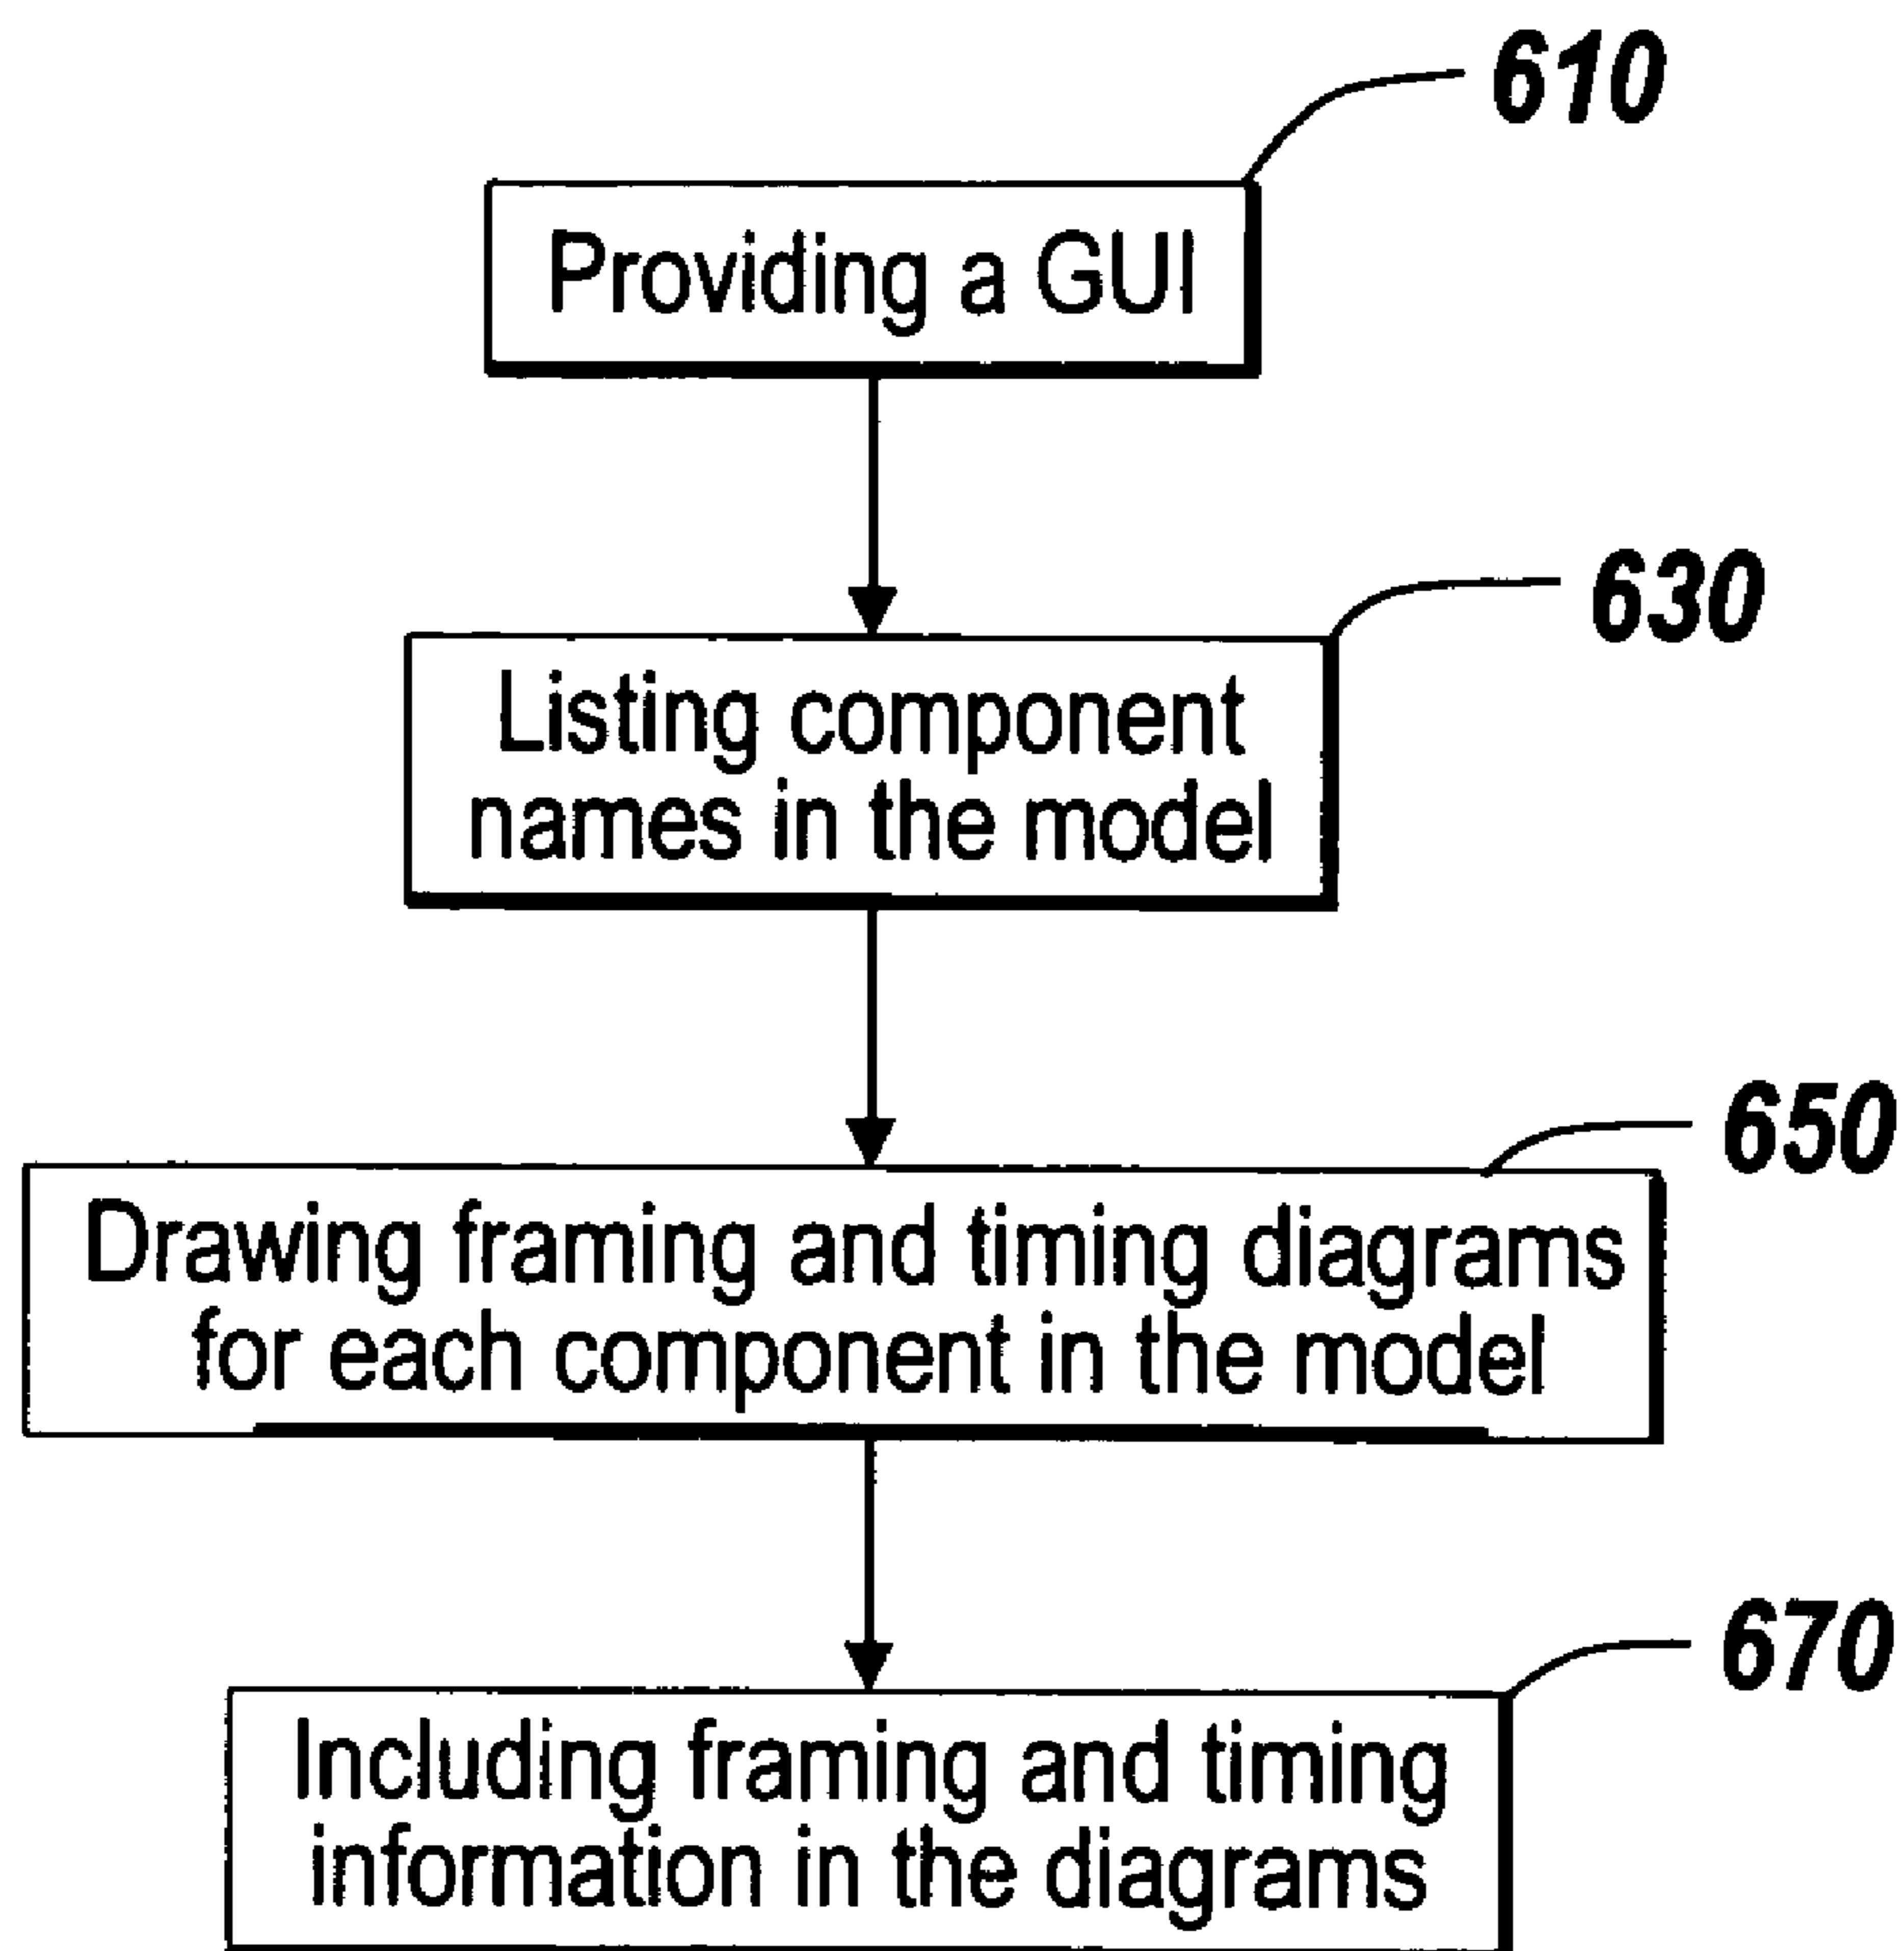 610
Providing a GUI
630
Listing component
names in the model
650
Drawing framing and timing diagrams
for each component in the model
670
Including framing and timing
information in the diagrams